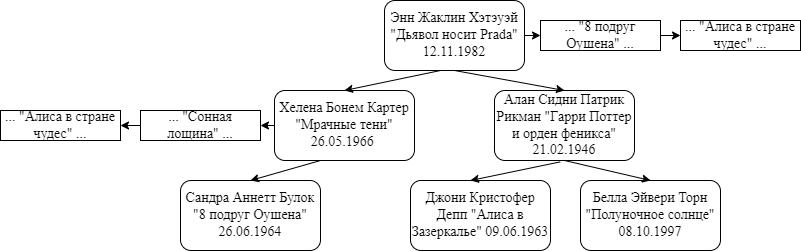 Энн Жаклин Хэтэуэй
"Дьявол носит Prada"
12.11.1982
... "8 подруг
Оушена" ...
... "Алиса в стране
чудес" ...
... "Алиса в стране
чудес" ...
... "Сонная
лощина" ...
Хелена Бонем Картер
"Мрачные тени"
26.05.1966
Алан Сидни Патрик
Рикман "Гарри Поттер
и орден феникса"
21.02.1946
Сандра Аннетт Булок
"8 подруг Оушена"
26.06.1964
Джони Кристофер
Депп "Алиса в
Зазеркалье" 09.06.1963
Белла Эйвери Торн
"Полуночное солнце"
08.10.1997